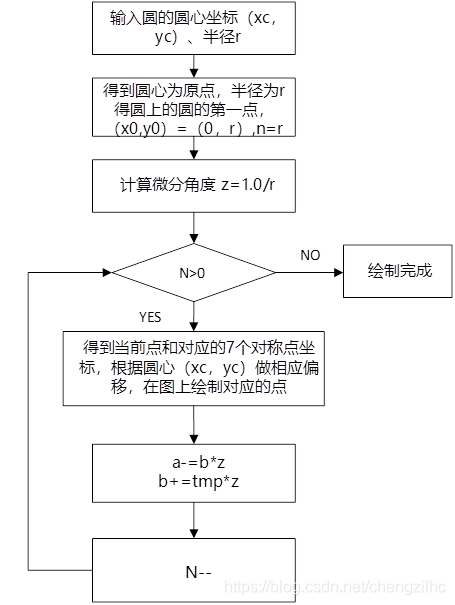 输入圆的圆心坐标（xc，
yc）、半径r
得到圆心为原点，半径为r
得圆上的圆的第一点，
（x0,y0）=（0，r）,n=r
计算微分角度 z=1.0/r
N>0
NO
绘制完成
YES
得到当前点和对应的7个对称点坐
标，根据圆心（xc，yc）做相应偏
移，在图上绘制对应的点
a-=b*z
b+=tmp*z
N--
https://blog.csdn.net/chengzilhc